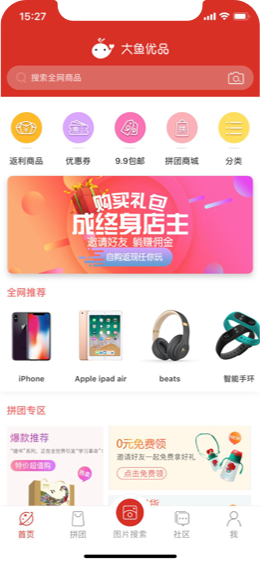 15:27
大鱼优品
搜索全网商品
返利商品
优惠券
9.9包邮
拼团商城
分类
购买礼包
成终身店主
邀请好友 躺赚佣金
自购返现任你玩
全网推荐
iPhone
Apple ipad air
beats
智能手环
拼团专区
爆款推荐
特价超值购
0元免费领
邀请好友一起免费拿好礼
点击免费领
首页
拼团
图片搜索
社区
我